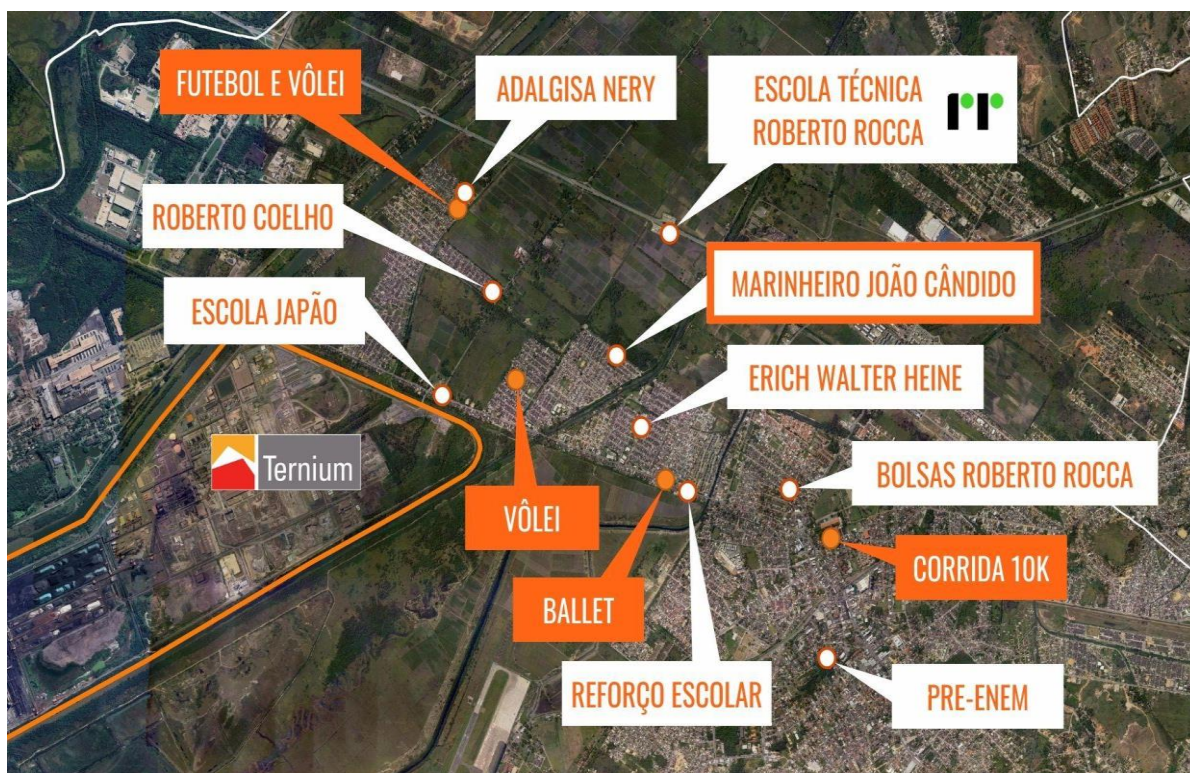 FUTEBOL E VÔLEI
ADALGISA NERY
ESCOLA TÉCNICA
ROBERTO ROCCA
rr
ROBERTO COELHO
MARINHEIRO JOÃO CÂNDIDO
ESCOLA JAPÃO
ERICH WALTER HEINE
Ternium
BOLSAS ROBERTO ROCCA
VÔLEI
CORRIDA 10K
BALLET
REFORÇO ESCOLAR
PRE-ENEM